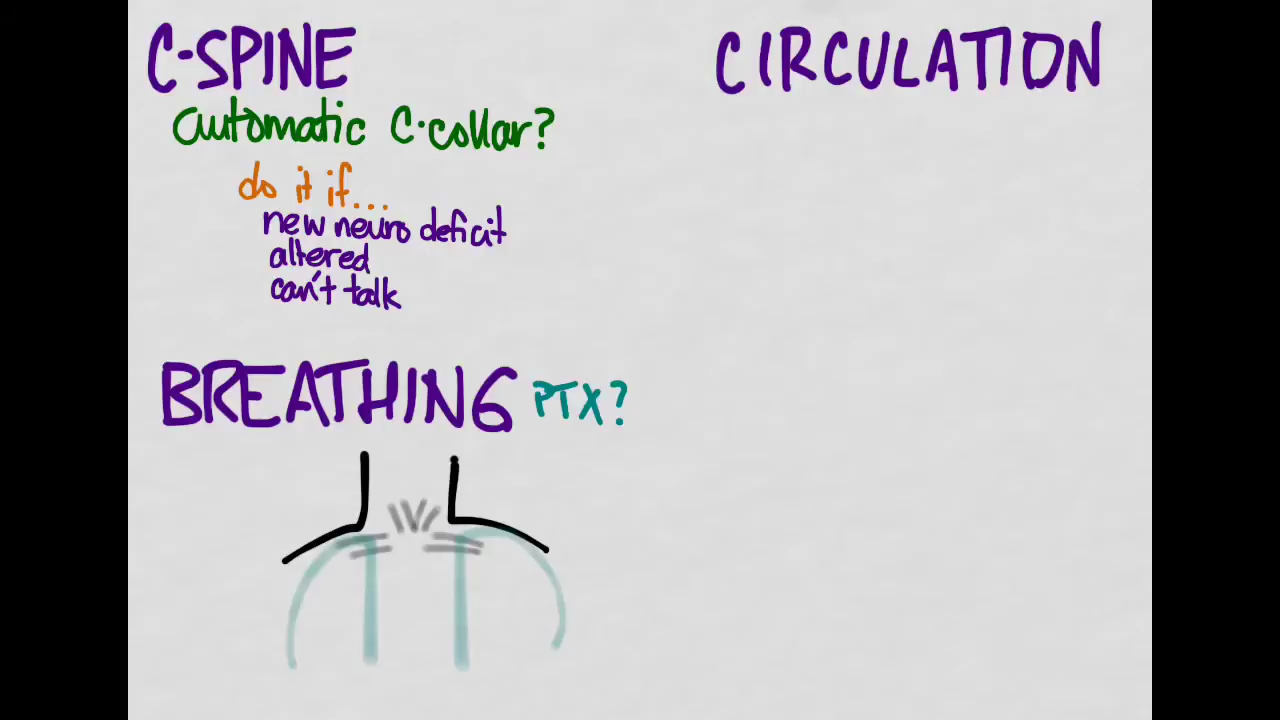 C-SPINE
automatic C-collar?
do it if...
new neuro deficit
altered
can't talk
BREATHING PTX?
CIRCULATION